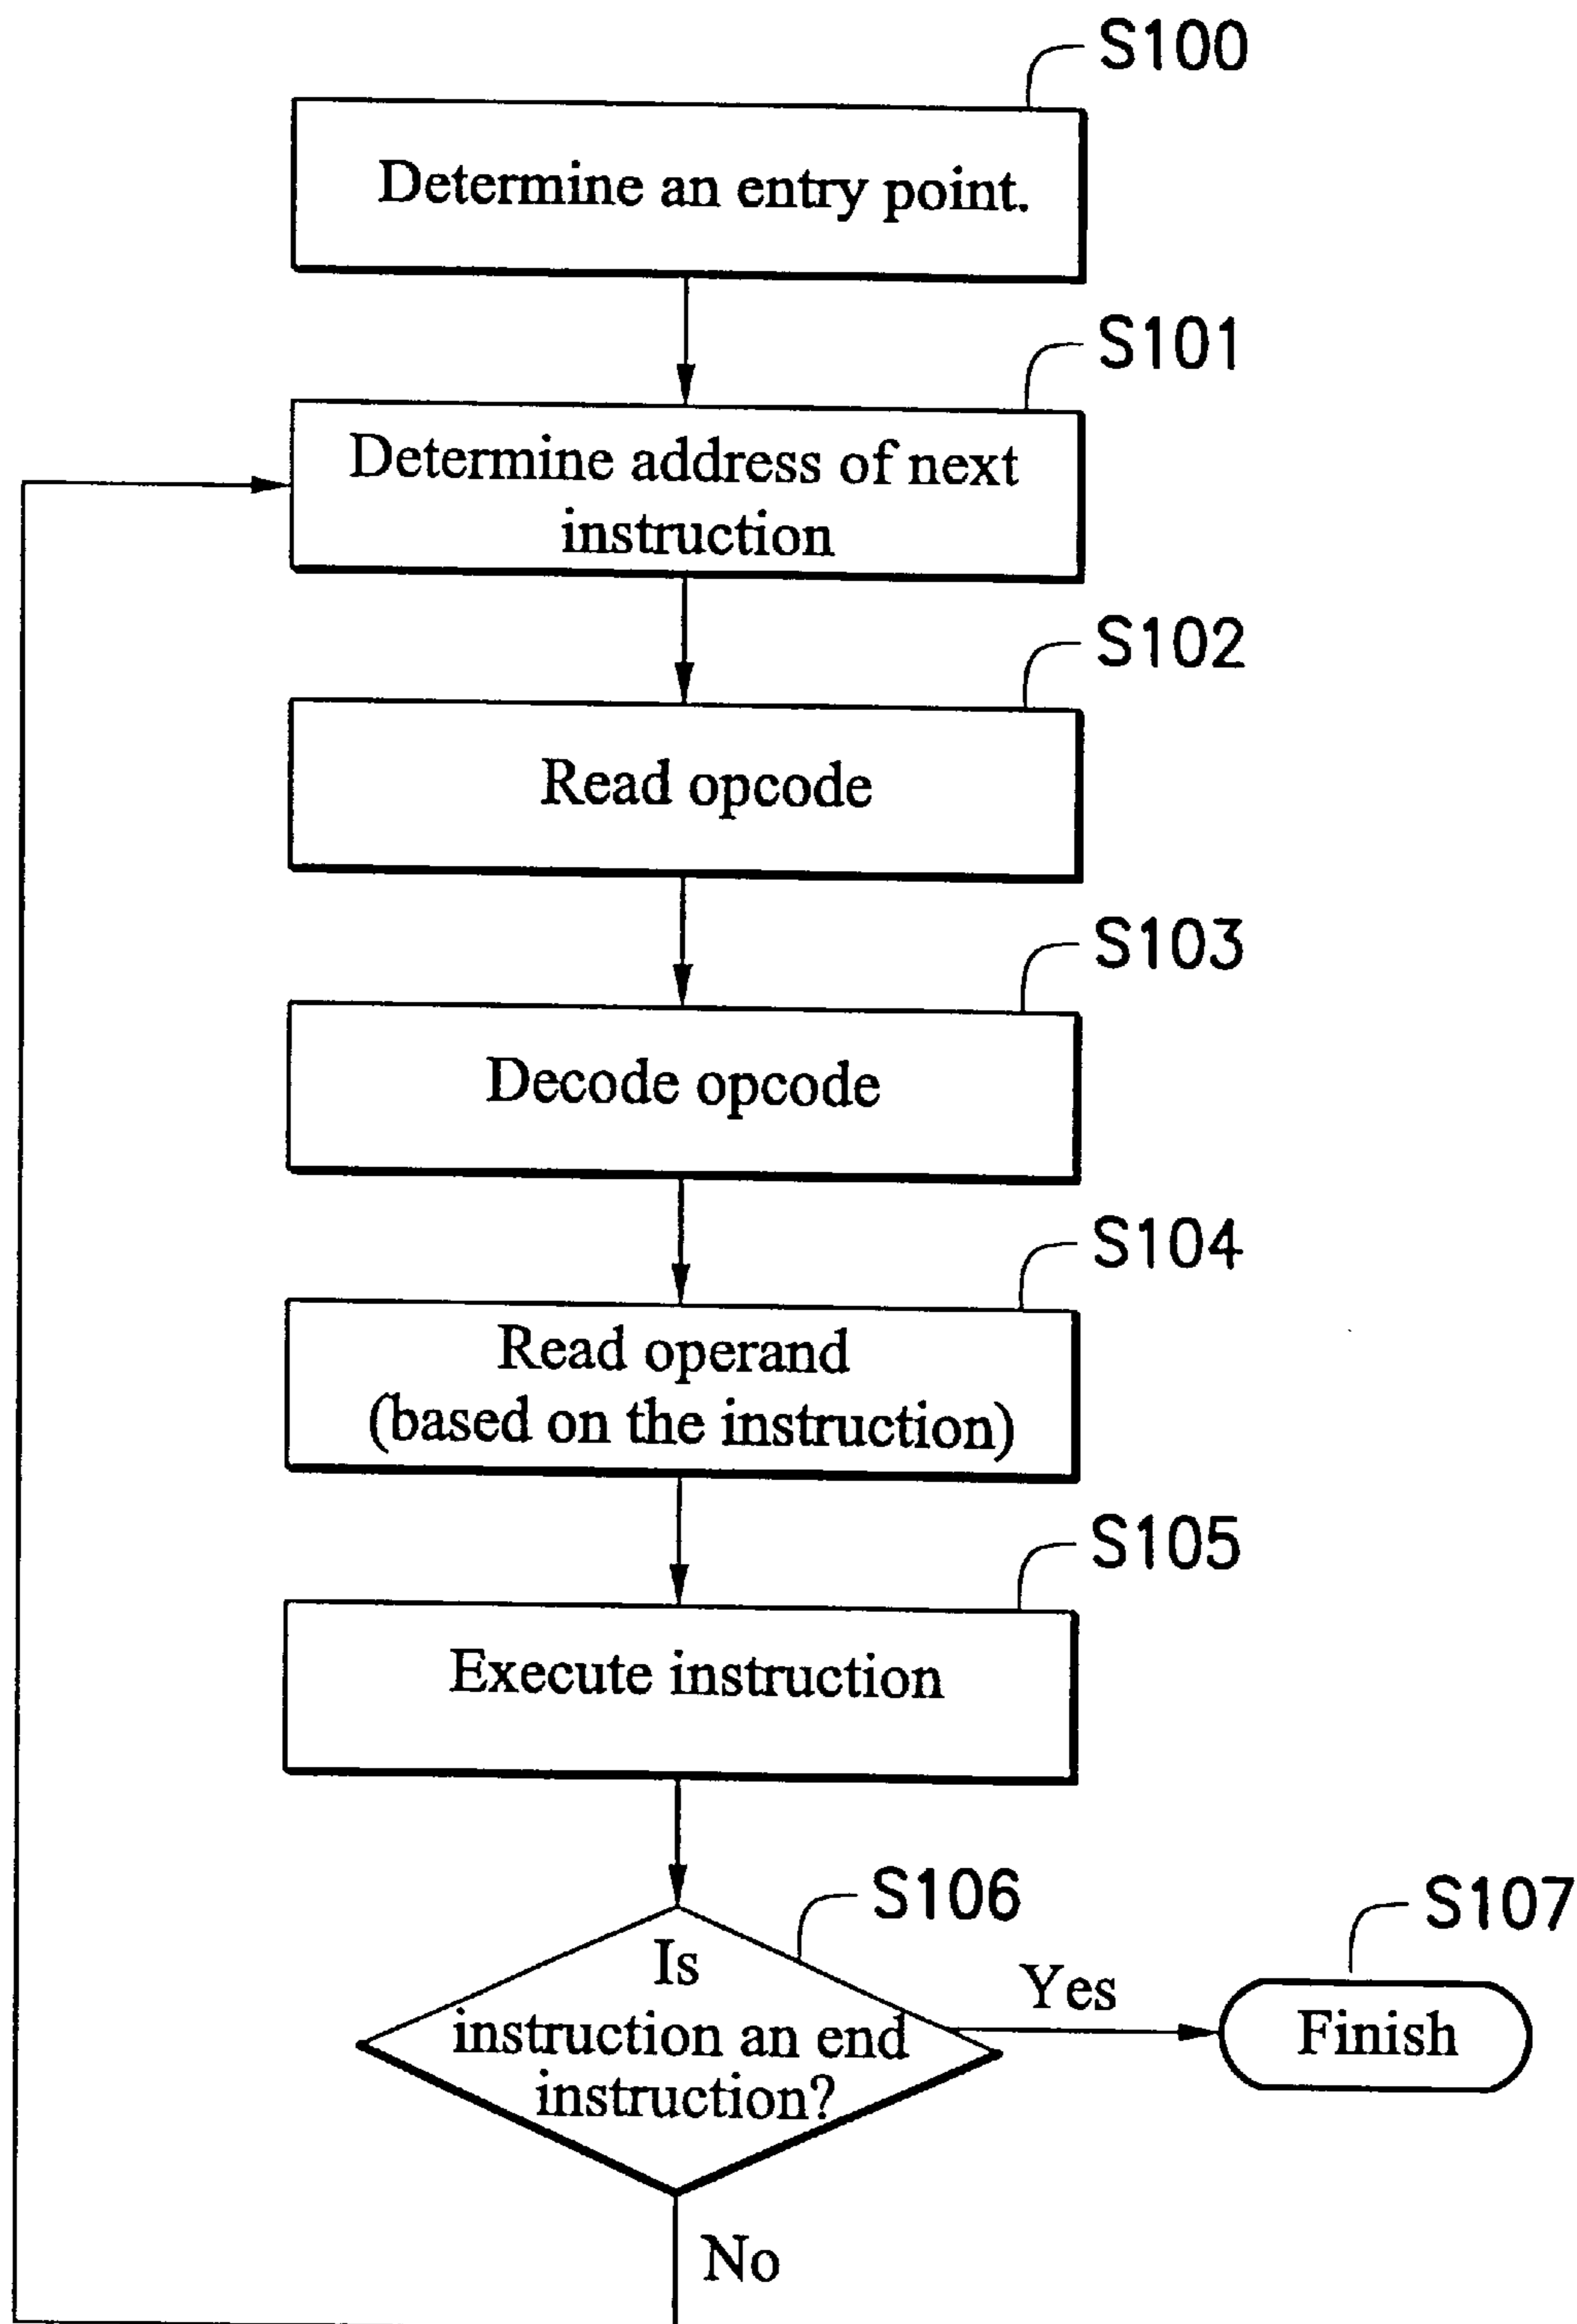 S100
Determine an entry point.
S101
Determine address of next
instruction
S102
Read opcode
S103
Decode opcode
S104
Read operand
(based on the instruction)
S105
Execute instruction
S106
Is
instruction an end
instruction?
Yes
S107
Finish
No